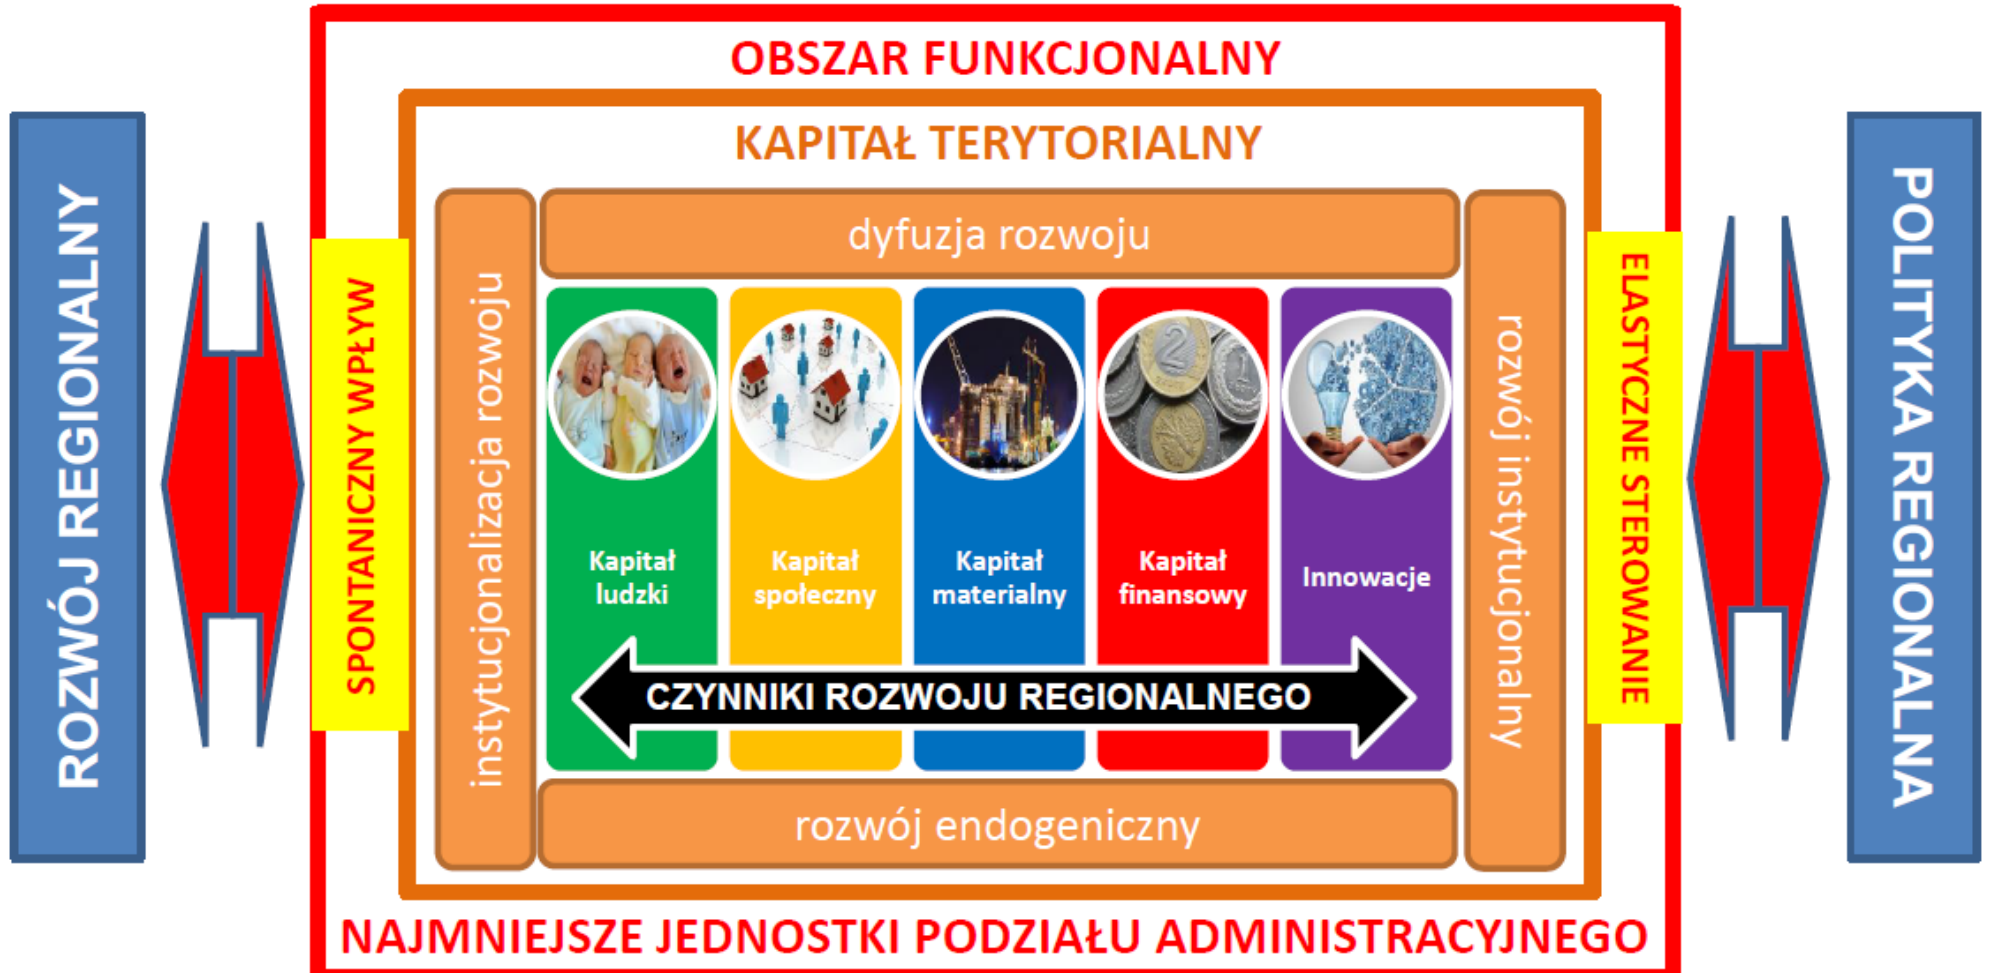 OBSZAR FUNKCJONALNY
KAPITAŁ TERYTORIALNY
ROZWÓJ REGIONALNY
SPONTANICZNY WPŁYW
instytucjonalizacja rozwoju
dyfuzja rozwoju
Kapitał
ludzki
Kapitał
społeczny
Kapitał
materialny
Kapitał
finansowy
Innowacje
CZYNNIKI ROZWOJU REGIONALNEGO
rozwój endogeniczny
rozwój instytucjonalny
ELASTYCZNE STEROWANIE
POLITYKA REGIONALNA
NAJMNIEJSZE JEDNOSTKI PODZIAŁU ADMINISTRACYJNEGO